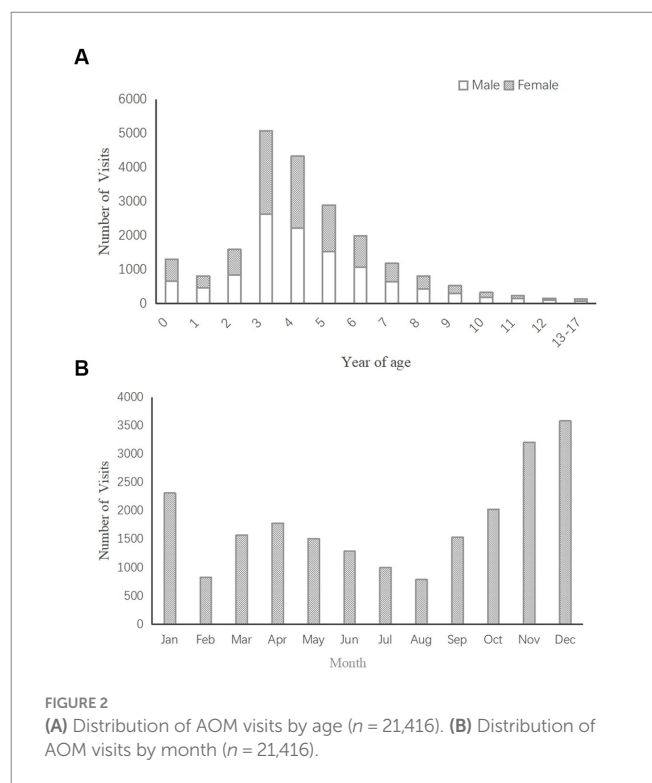 A
Male Female
6000
5000
4000
3000
2000
1000
0
Number of Visits
0 1 2 3 4 5 6 7 8 9 10 11 12 13-17
Year of age
B
4000
3500
3000
2500
2000
1500
1000
500
0
Number of Visits
Jan Feb Mar Apr May Jun Jul Aug Sep Oct Nov Dec
Month
FIGURE 2
(A) Distribution of AOM visits by age (n = 21,416). (B) Distribution of
AOM visits by month (n = 21,416).